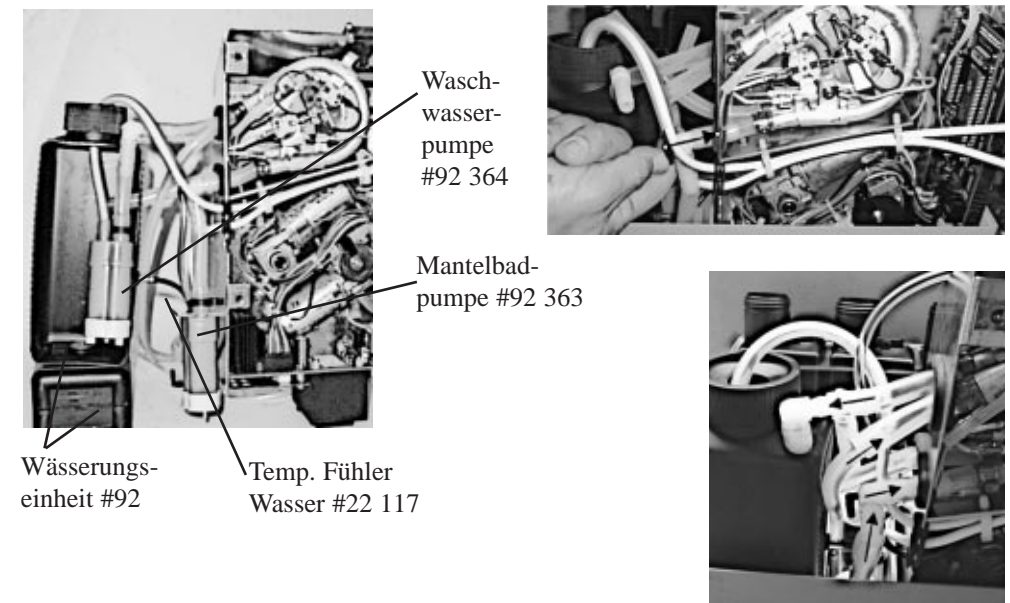 Wasch-
wasser-
pumpe
#92 364
Mantelbad-
pumpe #92 363
Wässerungs-
einheit #92
Temp. Fühler
Wasser #22 117